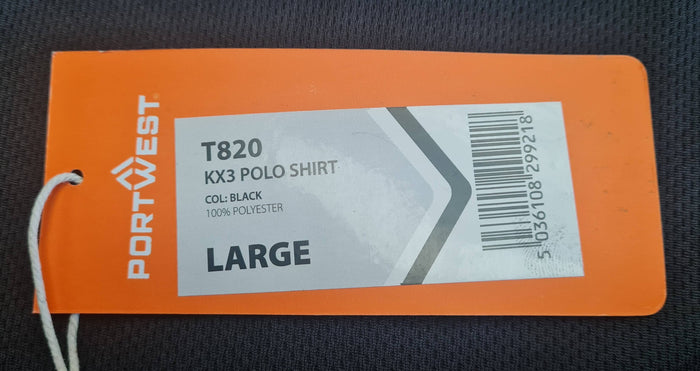 PORTWEST
T820
KX3 POLO SHIRT
COL: BLACK
100% POLYESTER
LARGE
5 036108 299218